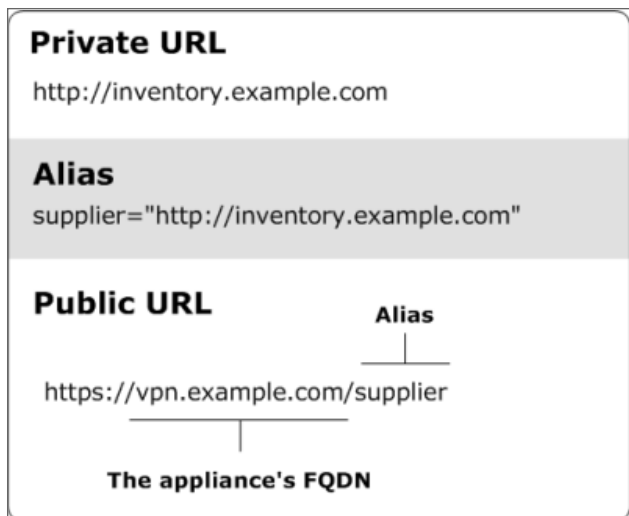 Private URL
http://inventory.example.com
Alias
supplier="http://inventory.example.com"
Public URL
Alias
https://vpn.example.com/supplier
The appliance's FQDN